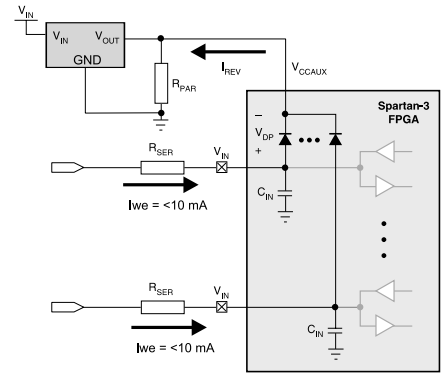 V_IN
V_IN V_OUT
GND
R_PAR
I_REV
V_CCAUX
Spartan-3
FPGA
–
V_DP
+
R_SER
V_IN
C_IN
Iwe = <10 mA
R_SER
V_IN
C_IN
Iwe = <10 mA